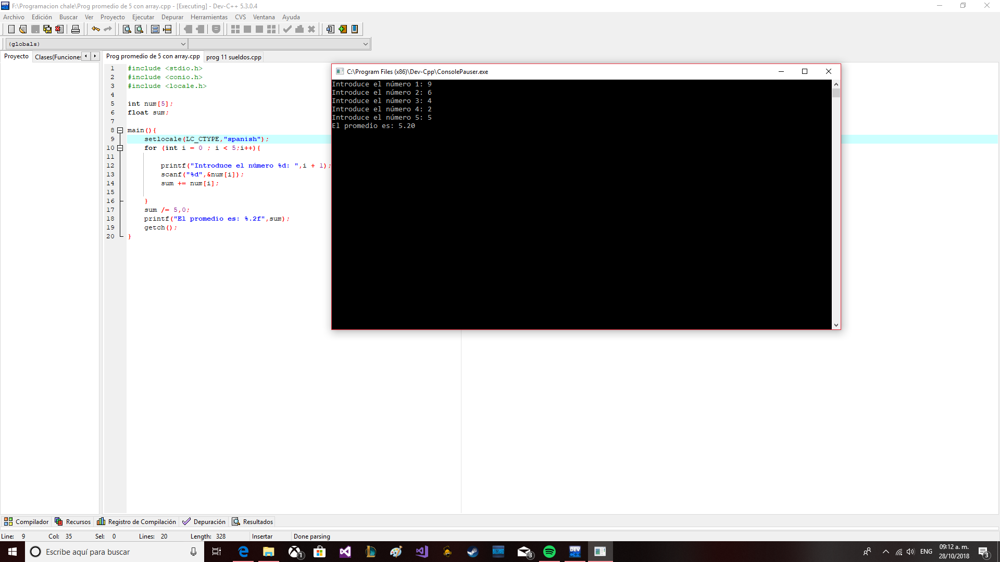 F:\Programacion chale\Prog promedio de 5 con array.cpp - [Executing] - Dev-C++ 5.3.0.4
Archivo Edición Buscar Ver Proyecto Ejecutar Depurar Herramientas CVS Ventana Ayuda
(globals)
Proyecto Clases(Funciones
Prog promedio de 5 con array.cpp prog 11 sueldos.cpp
1 #include <stdio.h>
2 #include <conio.h>
3 #include <locale.h>
4
5 int num[5];
6 float sum;
7
8 main(){
9 setlocale(LC_CTYPE,"spanish");
10 for (int i = 0 ; i < 5;i++){
11
12 printf("Introduce el número %d: ",i + 1);
13 scanf("%d",&num[i]);
14 sum += num[i];
15
16 }
17 sum /= 5,0;
18 printf("El promedio es: %.2f",sum);
19 getch();
20 }
C:\Program Files (x86)\Dev-Cpp\ConsolePauser.exe
Introduce el número 1: 9
Introduce el número 2: 6
Introduce el número 3: 4
Introduce el número 4: 2
Introduce el número 5: 5
El promedio es: 5.20
Compilador Recursos Registro de Compilación Depuración Resultados
Line: 9 Col: 35 Sel: 0 Lines: 20 Length: 328 Insertar Done parsing
Escribe aquí para buscar
1
3
DEV
ENG
09:12 a. m.
28/10/2018
3